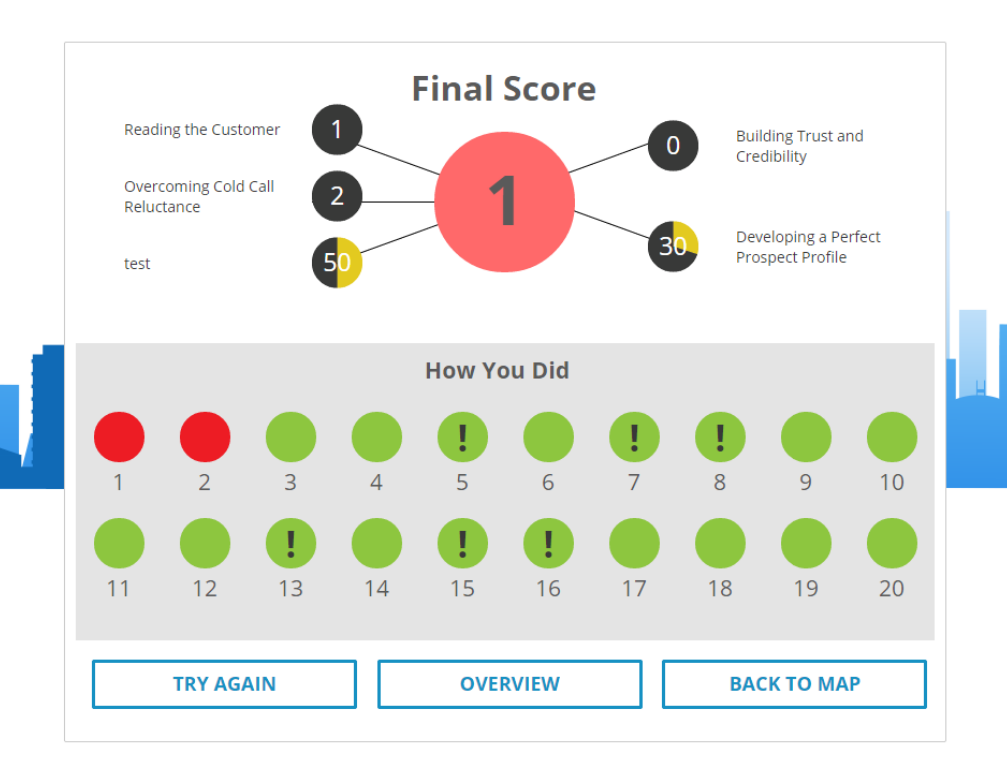 Final Score
Reading the Customer
1
Overcoming Cold Call
Reluctance
2
test
50
1
0
Building Trust and
Credibility
30
Developing a Perfect
Prospect Profile
How You Did
! ! !
1 2 3 4 5 6 7 8 9 10
! ! !
11 12 13 14 15 16 17 18 19 20
TRY AGAIN OVERVIEW BACK TO MAP